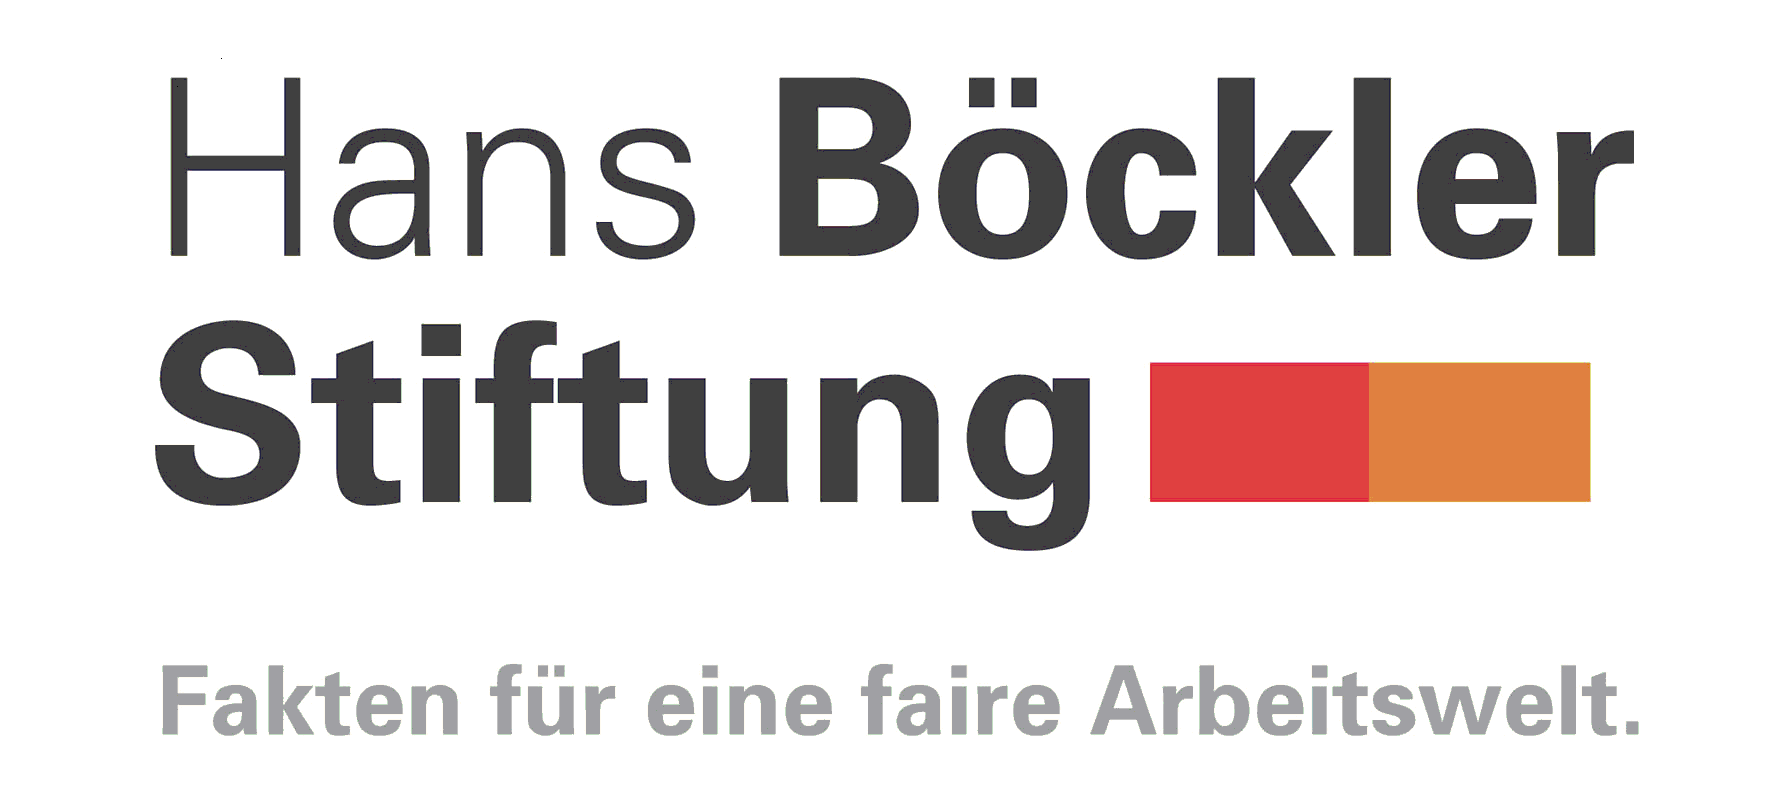 Hans Böckler
Stiftung
Fakten für eine faire Arbeitswelt.